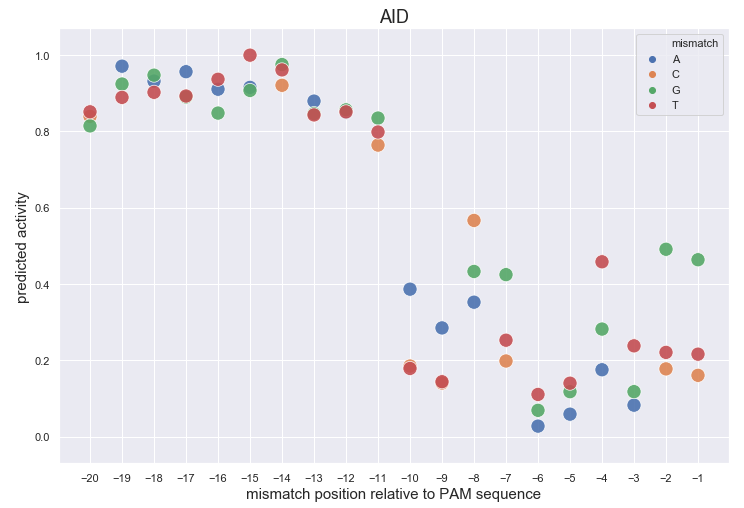 AID
mismatch
A
C
G
T
predicted activity
1.0
0.8
0.6
0.4
0.2
0.0
−20 −19 −18 −17 −16 −15 −14 −13 −12 −11 −10 −9 −8 −7 −6 −5 −4 −3 −2 −1
mismatch position relative to PAM sequence